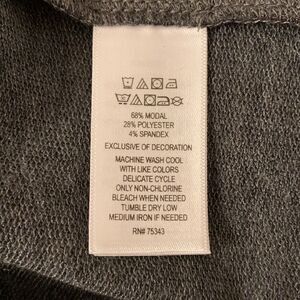 68% MODAL
28% POLYESTER
4% SPANDEX
EXCLUSIVE OF DECORATION
MACHINE WASH COOL
WITH LIKE COLORS
DELICATE CYCLE
ONLY NON-CHLORINE
BLEACH WHEN NEEDED
TUMBLE DRY LOW
MEDIUM IRON IF NEEDED
RN# 75343